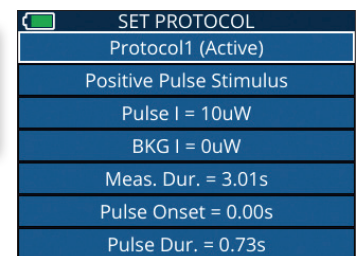 SET PROTOCOL
Protocol1 (Active)
Positive Pulse Stimulus
Pulse I = 10uW
BKG I = 0uW
Meas. Dur. = 3.01s
Pulse Onset = 0.00s
Pulse Dur. = 0.73s